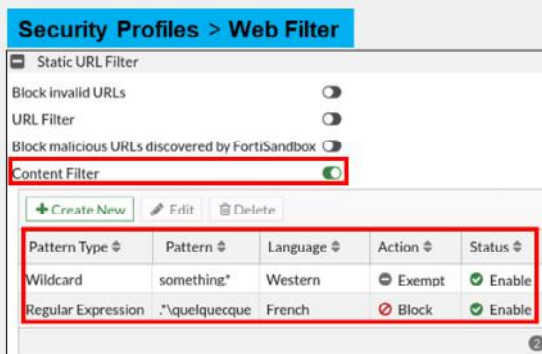 Security Profiles > Web Filter
Static URL Filter
Block invalid URLs
URL Filter
Block malicious URLs discovered by FortiSandbox
Content Filter
+ Create New Edit Delete
Pattern Type Pattern Language Action Status
Wildcard something* Western Exempt Enable
Regular Expression .*\quelquecque French Block Enable
2